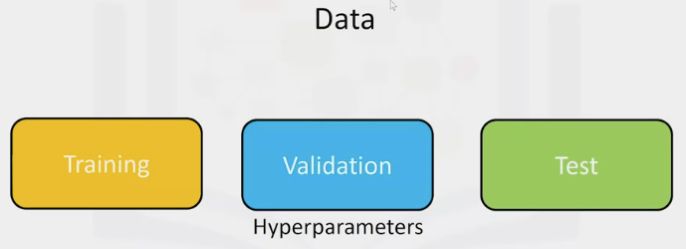 Data
Training
Validation
Test
Hyperparameters